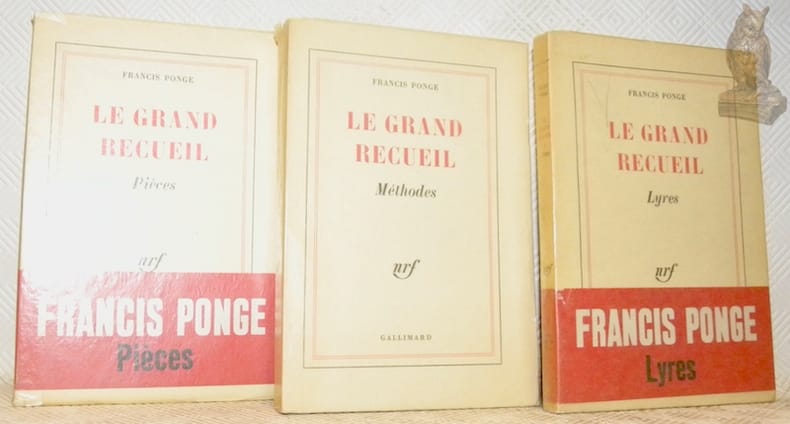 FRANCIS PONGE
LE GRAND
RECUEIL
Pièces
nrf
FRANCIS PONGE
Pièces
FRANCIS PONGE
LE GRAND
RECUEIL
Méthodes
nrf
GALLIMARD
FRANCIS PONGE
LE GRAND
RECUEIL
Lyres
nrf
FRANCIS PONGE
Lyres